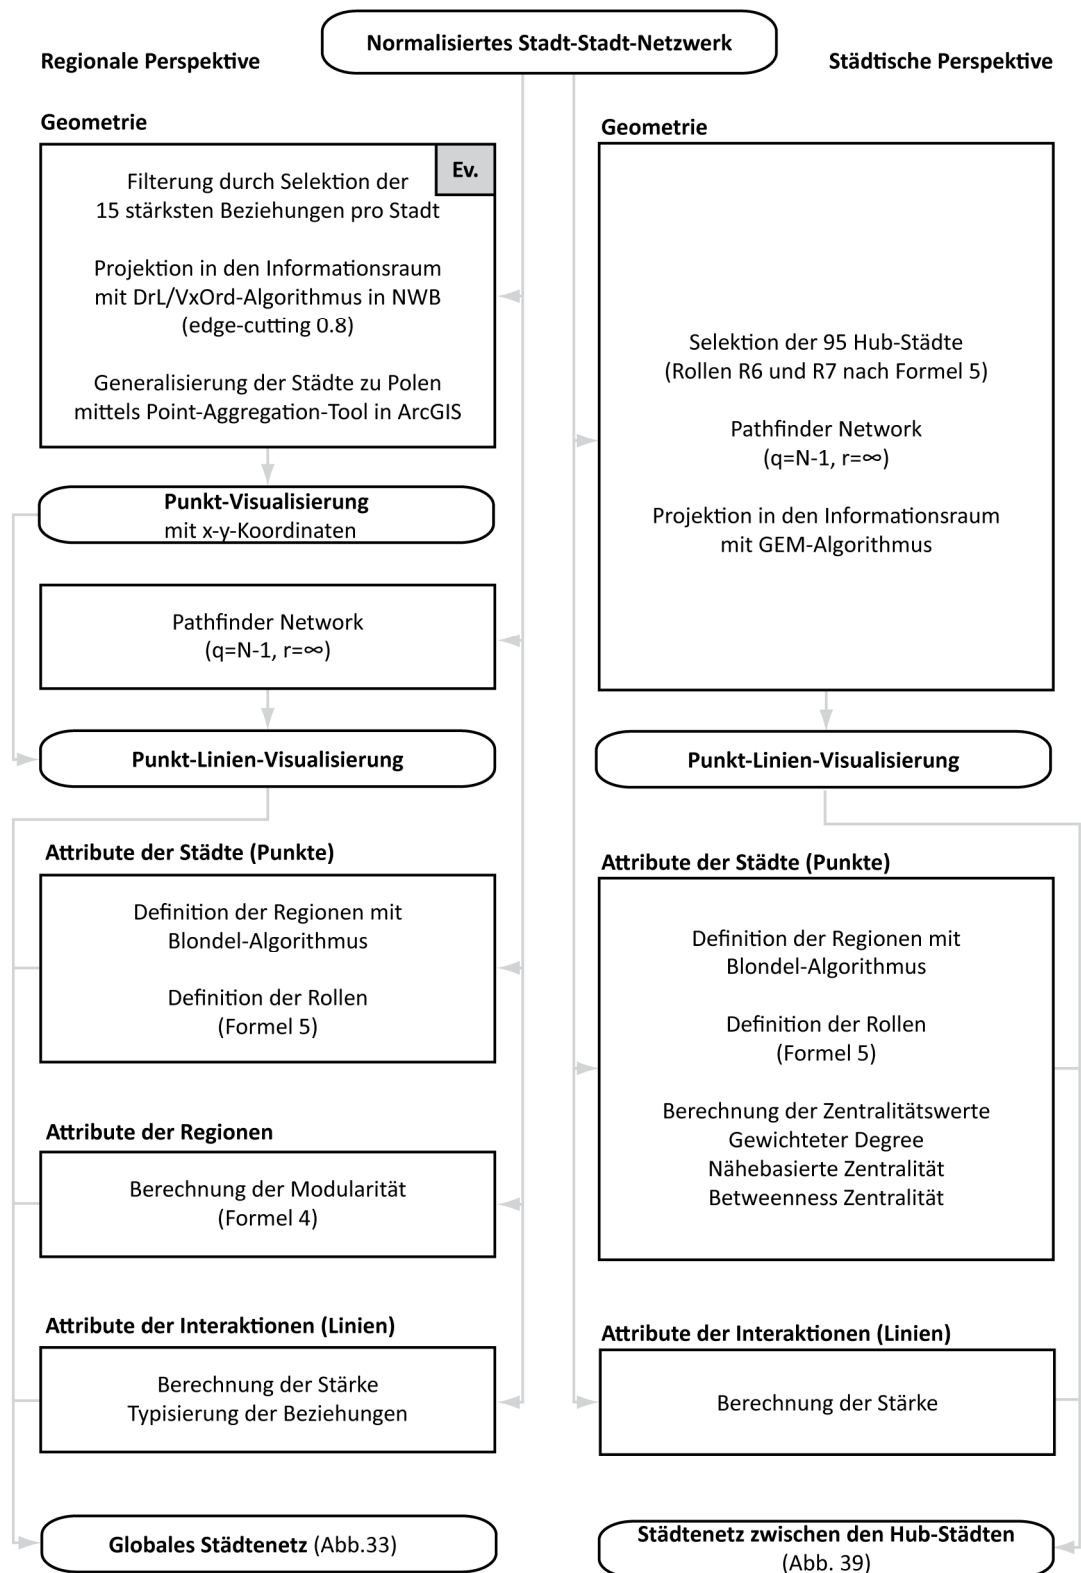 Normalisiertes Stadt-Stadt-Netzwerk
Regionale Perspektive
Geometrie
Ev.
Filterung durch Selektion der
15 stärksten Beziehungen pro Stadt
Projektion in den Informationsraum
mit DrL/VxOrd-Algorithmus in NWB
(edge-cutting 0.8)
Generalisierung der Städte zu Polen
mittels Point-Aggregation-Tool in ArcGIS
Punkt-Visualisierung
mit x-y-Koordinaten
Pathfinder Network
(q=N-1, r=∞)
Punkt-Linien-Visualisierung
Attribute der Städte (Punkte)
Definition der Regionen mit
Blondel-Algorithmus
Definition der Rollen
(Formel 5)
Attribute der Regionen
Berechnung der Modularität
(Formel 4)
Attribute der Interaktionen (Linien)
Berechnung der Stärke
Typisierung der Beziehungen
Globales Städtenetz (Abb.33)
Städtische Perspektive
Geometrie
Selektion der 95 Hub-Städte
(Rollen R6 und R7 nach Formel 5)
Pathfinder Network
(q=N-1, r=∞)
Projektion in den Informationsraum
mit GEM-Algorithmus
Punkt-Linien-Visualisierung
Attribute der Städte (Punkte)
Definition der Regionen mit
Blondel-Algorithmus
Definition der Rollen
(Formel 5)
Berechnung der Zentralitätswerte
Gewichteter Degree
Nähebasierte Zentralität
Betweenness Zentralität
Attribute der Interaktionen (Linien)
Berechnung der Stärke
Städtenetz zwischen den Hub-Städten
(Abb. 39)